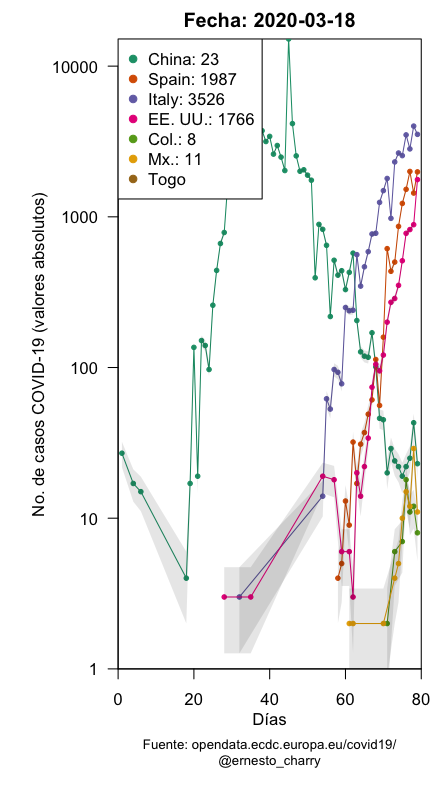 Fecha: 2020-03-18
China: 23
Spain: 1987
Italy: 3526
EE. UU.: 1766
Col.: 8
Mx.: 11
Togo
10000
1000
100
10
1
No. de casos COVID-19 (valores absolutos)
0 20 40 60 80
Días
Fuente: opendata.ecdc.europa.eu/covid19/
@ernesto_charry